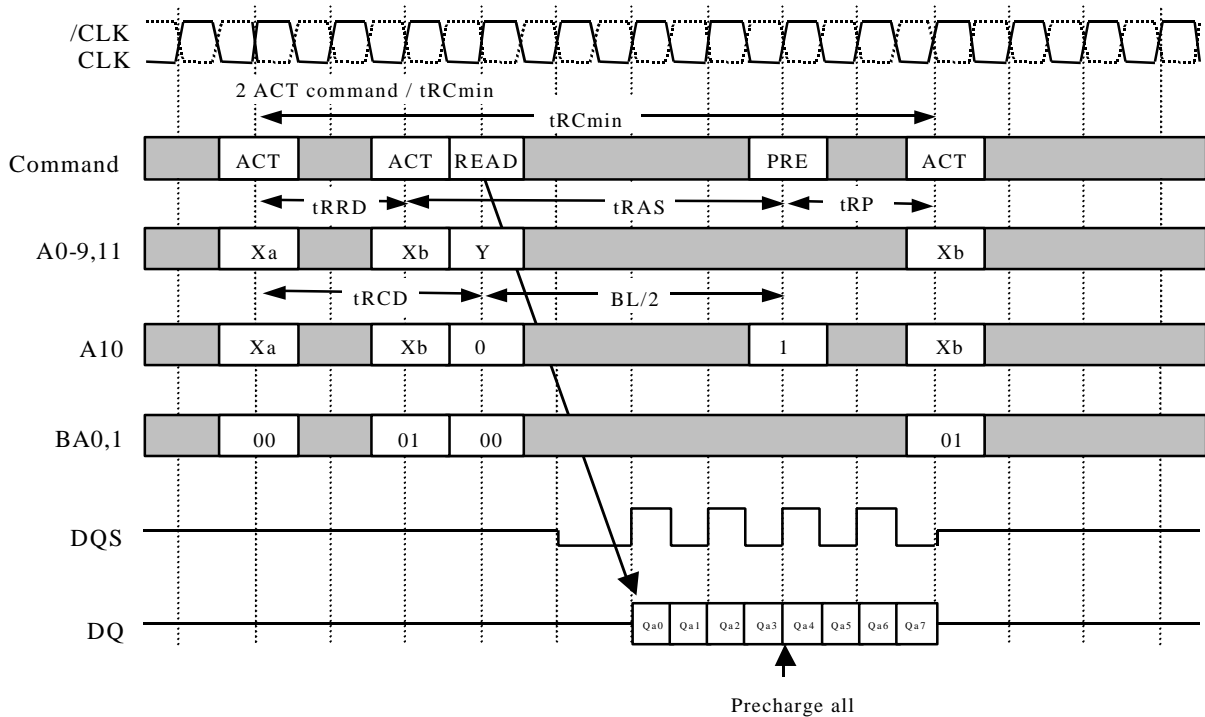 /CLK
CLK
2 ACT command / tRCmin
tRCmin
Command ACT ACT READ PRE ACT
tRRD tRAS tRP
A0-9,11 Xa Xb Y Xb
tRCD BL/2
A10 Xa Xb 0 1 Xb
BA0,1 00 01 00 01
DQS
DQ Qa0 Qa1 Qa2 Qa3 Qa4 Qa5 Qa6 Qa7
Precharge all